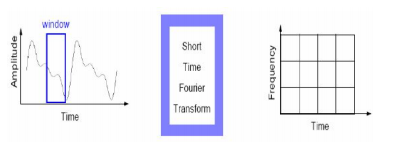 window
Amplitude
Time
Short
Time
Fourier
Transform
Frequency
Time